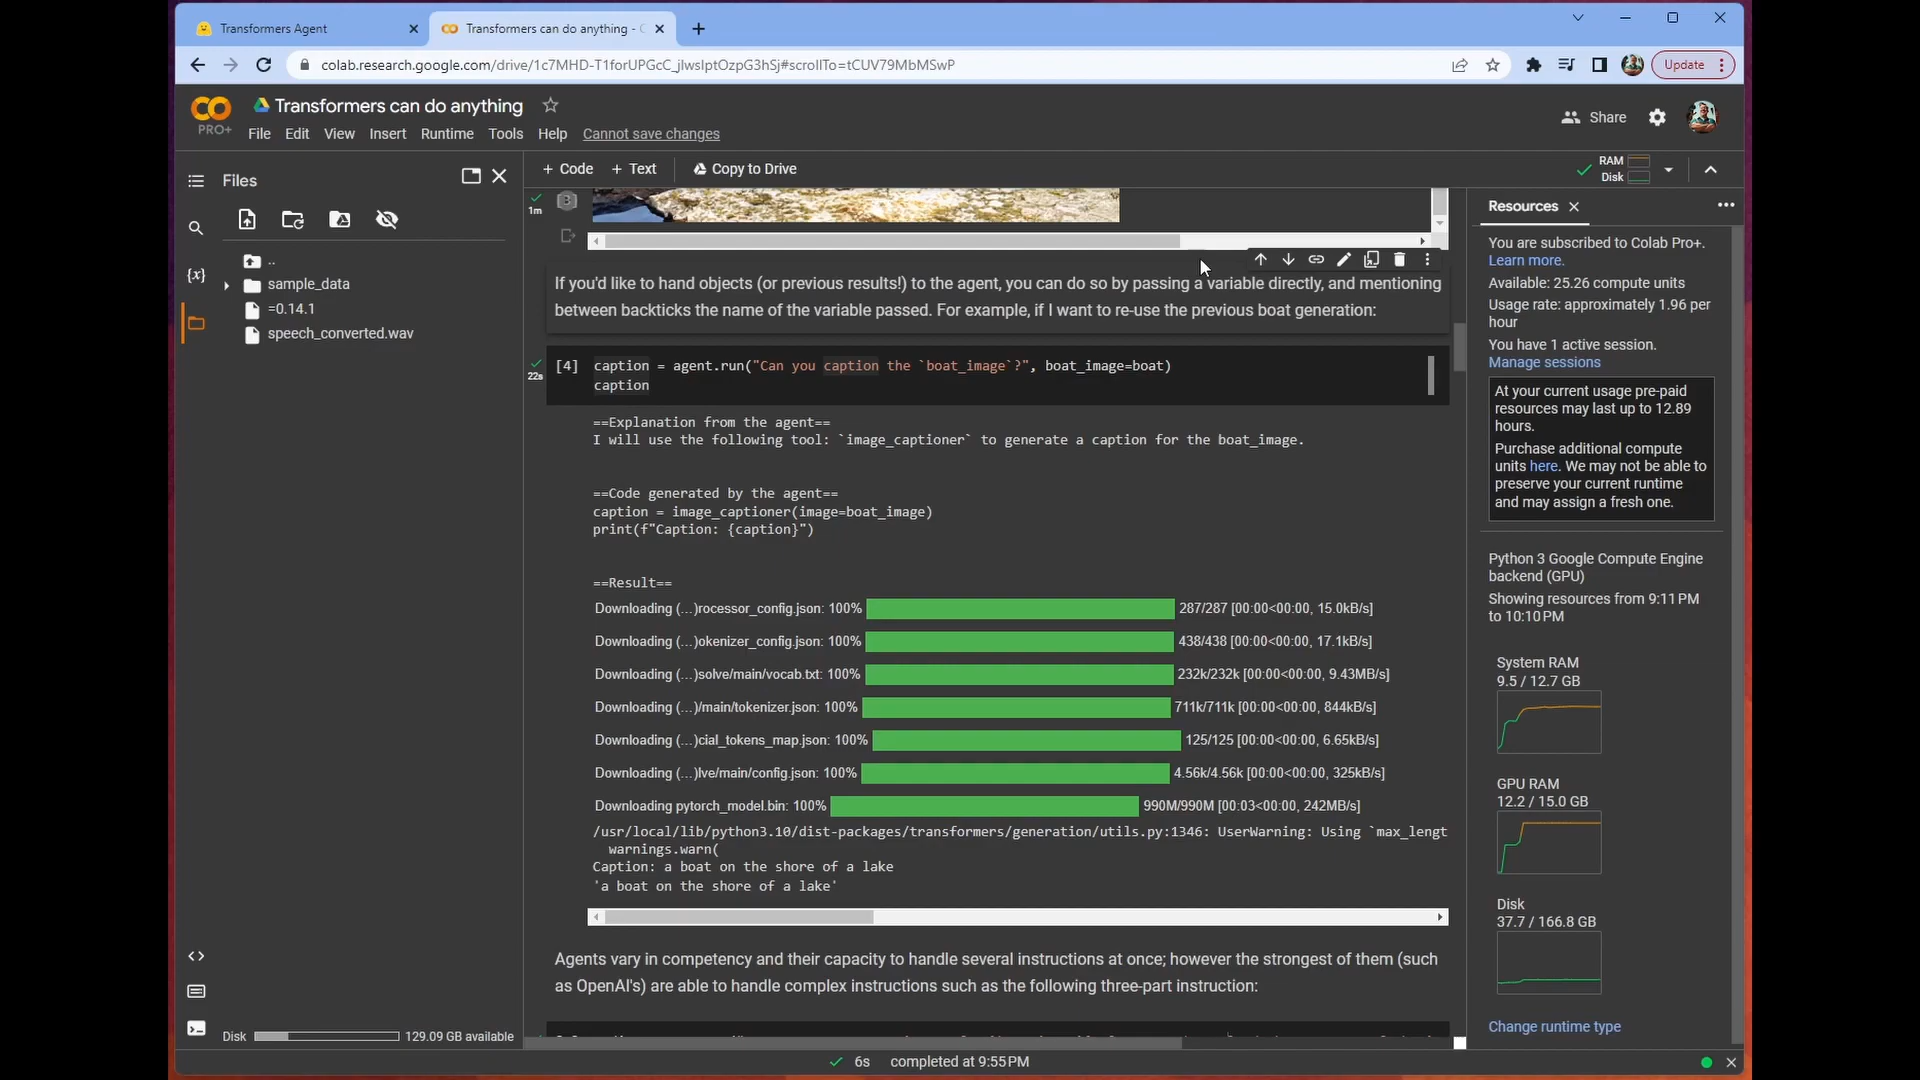 Transformers Agent
Transformers can do anything - C
colab.research.google.com/drive/1c7MHD-T1forUPGcC_jlwsIptOzpG3hSj#scrollTo=tCUV79MbMSwP
Update
PRO+
Transformers can do anything
File Edit View Insert Runtime Tools Help Cannot save changes
Share
Files
+ Code + Text Copy to Drive
RAM
Disk
..
sample_data
=0.14.1
speech_converted.wav
Disk 129.09 GB available
1m
If you'd like to hand objects (or previous results!) to the agent, you can do so by passing a variable directly, and mentioning
between backticks the name of the variable passed. For example, if I want to re-use the previous boat generation:
22s
[4] caption = agent.run("Can you caption the `boat_image`?", boat_image=boat)
caption
==Explanation from the agent==
I will use the following tool: `image_captioner` to generate a caption for the boat_image.
==Code generated by the agent==
caption = image_captioner(image=boat_image)
print(f"Caption: {caption}")
==Result==
Downloading (…)rocessor_config.json: 100% 287/287 [00:00<00:00, 15.0kB/s]
Downloading (…)okenizer_config.json: 100% 438/438 [00:00<00:00, 17.1kB/s]
Downloading (…)solve/main/vocab.txt: 100% 232k/232k [00:00<00:00, 9.43MB/s]
Downloading (…)/main/tokenizer.json: 100% 711k/711k [00:00<00:00, 844kB/s]
Downloading (…)cial_tokens_map.json: 100% 125/125 [00:00<00:00, 6.65kB/s]
Downloading (…)lve/main/config.json: 100% 4.56k/4.56k [00:00<00:00, 325kB/s]
Downloading pytorch_model.bin: 100% 990M/990M [00:03<00:00, 242MB/s]
/usr/local/lib/python3.10/dist-packages/transformers/generation/utils.py:1346: UserWarning: Using `max_lengt
warnings.warn(
Caption: a boat on the shore of a lake
'a boat on the shore of a lake'
Agents vary in competency and their capacity to handle several instructions at once; however the strongest of them (such
as OpenAI's) are able to handle complex instructions such as the following three-part instruction:
Resources
You are subscribed to Colab Pro+.
Learn more.
Available: 25.26 compute units
Usage rate: approximately 1.96 per
hour
You have 1 active session.
Manage sessions
At your current usage pre-paid
resources may last up to 12.89
hours.
Purchase additional compute
units here. We may not be able to
preserve your current runtime
and may assign a fresh one.
Python 3 Google Compute Engine
backend (GPU)
Showing resources from 9:11 PM
to 10:10 PM
System RAM
9.5 / 12.7 GB
GPU RAM
12.2 / 15.0 GB
Disk
37.7 / 166.8 GB
Change runtime type
6s completed at 9:55 PM